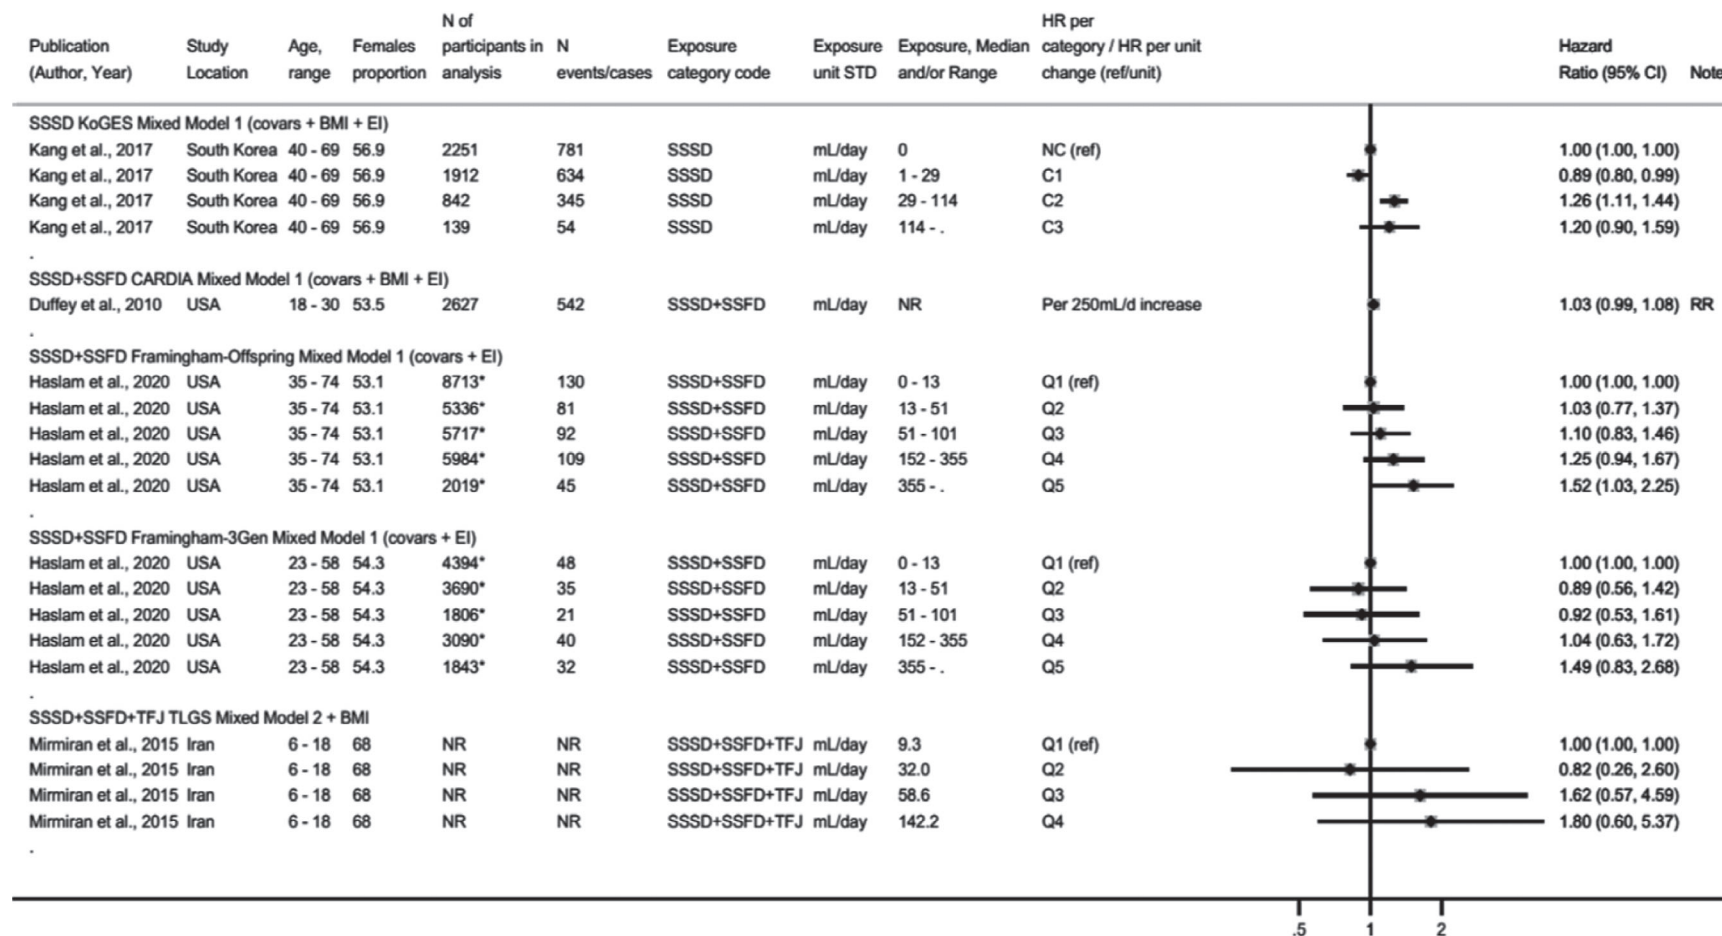 Publication (Author, Year) Study Location Age, range Females proportion N of participants in analysis N events/cases Exposure category code Exposure unit STD Exposure, Median and/or Range HR per category / HR per unit change (ref/unit) Hazard Ratio (95% CI) Note
SSSD KoGES Mixed Model 1 (covars + BMI + EI)
Kang et al., 2017 South Korea 40 - 69 56.9 2251 781 SSSD mL/day 0 NC (ref) 1.00 (1.00, 1.00)
Kang et al., 2017 South Korea 40 - 69 56.9 1912 634 SSSD mL/day 1 - 29 C1 0.89 (0.80, 0.99)
Kang et al., 2017 South Korea 40 - 69 56.9 842 345 SSSD mL/day 29 - 114 C2 1.26 (1.11, 1.44)
Kang et al., 2017 South Korea 40 - 69 56.9 139 54 SSSD mL/day 114 - . C3 1.20 (0.90, 1.59)
.
SSSD+SSFD CARDIA Mixed Model 1 (covars + BMI + EI)
Duffey et al., 2010 USA 18 - 30 53.5 2627 542 SSSD+SSFD mL/day NR Per 250mL/d increase 1.03 (0.99, 1.08) RR
.
SSSD+SSFD Framingham-Offspring Mixed Model 1 (covars + EI)
Haslam et al., 2020 USA 35 - 74 53.1 8713* 130 SSSD+SSFD mL/day 0 - 13 Q1 (ref) 1.00 (1.00, 1.00)
Haslam et al., 2020 USA 35 - 74 53.1 5336* 81 SSSD+SSFD mL/day 13 - 51 Q2 1.03 (0.77, 1.37)
Haslam et al., 2020 USA 35 - 74 53.1 5717* 92 SSSD+SSFD mL/day 51 - 101 Q3 1.10 (0.83, 1.46)
Haslam et al., 2020 USA 35 - 74 53.1 5984* 109 SSSD+SSFD mL/day 152 - 355 Q4 1.25 (0.94, 1.67)
Haslam et al., 2020 USA 35 - 74 53.1 2019* 45 SSSD+SSFD mL/day 355 - . Q5 1.52 (1.03, 2.25)
.
SSSD+SSFD Framingham-3Gen Mixed Model 1 (covars + EI)
Haslam et al., 2020 USA 23 - 58 54.3 4394* 48 SSSD+SSFD mL/day 0 - 13 Q1 (ref) 1.00 (1.00, 1.00)
Haslam et al., 2020 USA 23 - 58 54.3 3690* 35 SSSD+SSFD mL/day 13 - 51 Q2 0.89 (0.56, 1.42)
Haslam et al., 2020 USA 23 - 58 54.3 1806* 21 SSSD+SSFD mL/day 51 - 101 Q3 0.92 (0.53, 1.61)
Haslam et al., 2020 USA 23 - 58 54.3 3090* 40 SSSD+SSFD mL/day 152 - 355 Q4 1.04 (0.63, 1.72)
Haslam et al., 2020 USA 23 - 58 54.3 1843* 32 SSSD+SSFD mL/day 355 - . Q5 1.49 (0.83, 2.68)
.
SSSD+SSFD+TFJ TLGS Mixed Model 2 + BMI
Mirmiran et al., 2015 Iran 6 - 18 68 NR NR SSSD+SSFD+TFJ mL/day 9.3 Q1 (ref) 1.00 (1.00, 1.00)
Mirmiran et al., 2015 Iran 6 - 18 68 NR NR SSSD+SSFD+TFJ mL/day 32.0 Q2 0.82 (0.26, 2.60)
Mirmiran et al., 2015 Iran 6 - 18 68 NR NR SSSD+SSFD+TFJ mL/day 58.6 Q3 1.62 (0.57, 4.59)
Mirmiran et al., 2015 Iran 6 - 18 68 NR NR SSSD+SSFD+TFJ mL/day 142.2 Q4 1.80 (0.60, 5.37)
.
.5 1 2